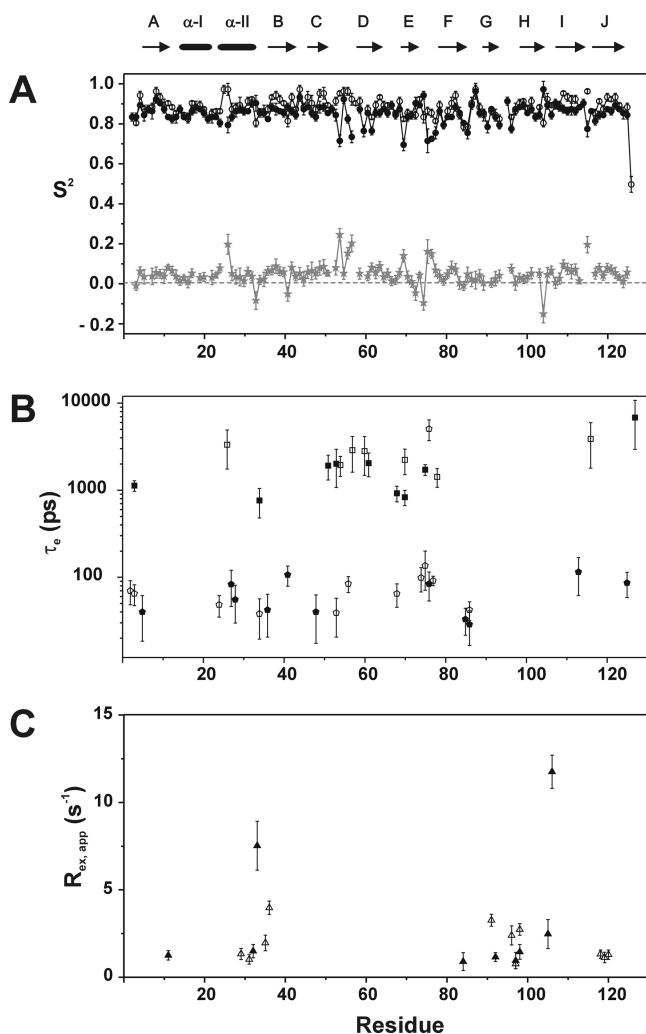 A α-I α-II B C D E F G H I J
A
1.0
0.8
0.6
0.4
0.2
0.0
- 0.2
S²
20 40 60 80 100 120
B
10000
1000
100
τₑ (ps)
20 40 60 80 100 120
C
15
10
5
0
R_ex, app (s⁻¹)
0 20 40 60 80 100 120
Residue